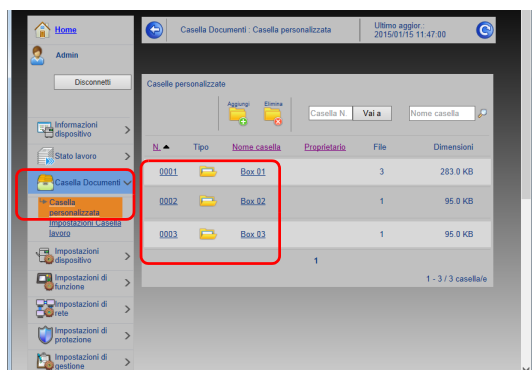 Home
Casella Documenti : Casella personalizzata
Ultimo aggior.:
2015/01/15 11:47:00
Admin
Disconnetti
Caselle personalizzate
Aggiungi
Elimina
Casella N.
Vai a
Nome casella
Informazioni
dispositivo
Stato lavoro
N.
Tipo
Nome casella
Proprietario
File
Dimensioni
0001
Box 01
3
283.0 KB
Casella Documenti
Casella
personalizzata
0002
Box 02
1
95.0 KB
Impostazioni Casella
lavoro
0003
Box 03
1
95.0 KB
Impostazioni
dispositivo
1
Impostazioni di
funzione
1 - 3 / 3 casella/e
Impostazioni di
rete
Impostazioni di
protezione
Impostazioni di
gestione